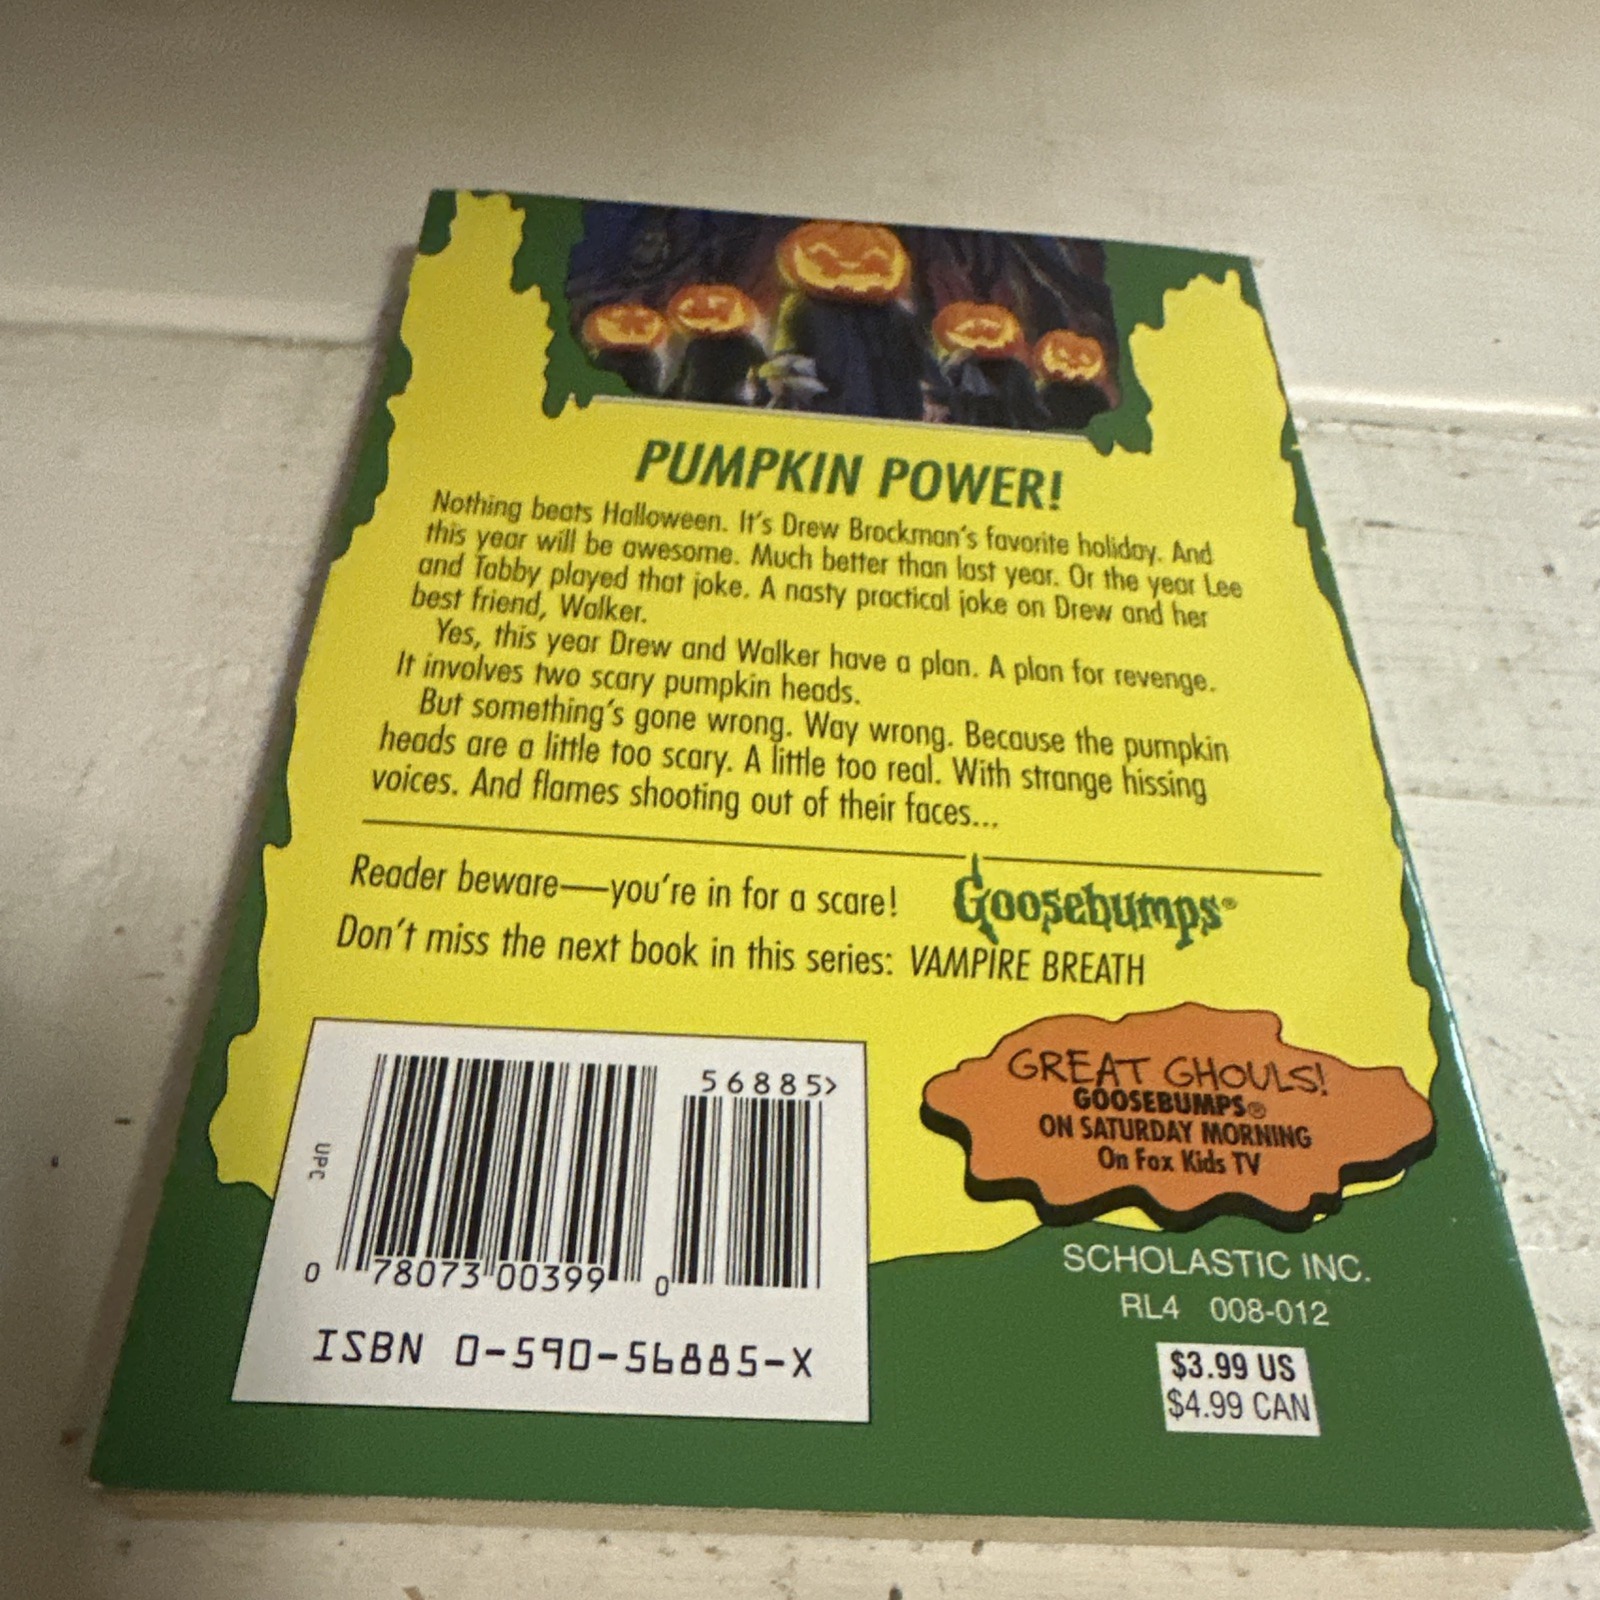 PUMPKIN POWER!
Nothing beats Halloween. It's Drew Brockman's favorite holiday. And
this year will be awesome. Much better than last year. Or the year Lee
and Tabby played that joke. A nasty practical joke on Drew and her
best friend, Walker.
Yes, this year Drew and Walker have a plan. A plan for revenge.
It involves two scary pumpkin heads.
But something's gone wrong. Way wrong. Because the pumpkin
heads are a little too scary. A little too real. With strange hissing
voices. And flames shooting out of their faces...
Reader beware—you're in for a scare! Goosebumps®
Don't miss the next book in this series: VAMPIRE BREATH
56885>
UPC
0 78073 00399 0
ISBN 0-590-56885-X
GREAT GHOULS!
GOOSEBUMPS®
ON SATURDAY MORNING
On Fox Kids TV
SCHOLASTIC INC.
RL4 008-012
$3.99 US
$4.99 CAN